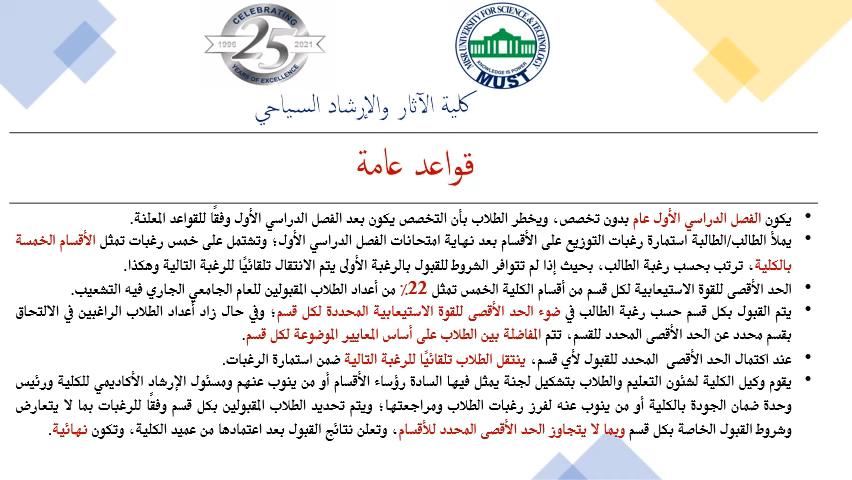 CELEBRATING
1996 25 2021
YEARS OF EXCELLENCE
MISR UNIVERSITY FOR SCIENCE & TECHNOLOGY
KNOWLEDGE IS POWER
MUST
كلية الآثار والإرشاد السياحي
قواعد عامة
• يكون الفصل الدراسي الأول عام بدون تخصص، ويخطر الطلاب بأن التخصص يكون بعد الفصل الدراسي الأول وفقًا للقواعد المعلنة.
• يملأ الطالب/الطالبة استمارة رغبات التوزيع على الأقسام بعد نهاية امتحانات الفصل الدراسي الأول؛ وتشتمل على خمس رغبات تمثل الأقسام الخمسة
بالكلية، ترتب بحسب رغبة الطالب، بحيث إذا لم تتوافر الشروط للقبول بالرغبة الأولى يتم الانتقال تلقائيًا للرغبة التالية وهكذا.
• الحد الأقصى للقوة الاستيعابية لكل قسم من أقسام الكلية الخمس تمثل 22٪ من أعداد الطلاب المقبولين للعام الجامعي الجاري فيه التشعيب.
• يتم القبول بكل قسم حسب رغبة الطالب في ضوء الحد الأقصى للقوة الاستيعابية المحددة لكل قسم؛ وفي حال زاد أعداد الطلاب الراغبين في الالتحاق
بقسم محدد عن الحد الأقصى المحدد للقسم، تتم المفاضلة بين الطلاب على أساس المعايير الموضوعة لكل قسم.
• عند اكتمال الحد الأقصى المحدد للقبول لأي قسم، ينتقل الطلاب تلقائيًا للرغبة التالية ضمن استمارة الرغبات.
• يقوم وكيل الكلية لشئون التعليم والطلاب بتشكيل لجنة يمثل فيها السادة رؤساء الأقسام أو من ينوب عنهم ومسئول الإرشاد الأكاديمي للكلية ورئيس
وحدة ضمان الجودة بالكلية أو من ينوب عنه لفرز رغبات الطلاب ومراجعتها؛ ويتم تحديد الطلاب المقبولين بكل قسم وفقًا للرغبات بما لا يتعارض
وشروط القبول الخاصة بكل قسم وبما لا يتجاوز الحد الأقصى المحدد للأقسام، وتعلن نتائج القبول بعد اعتمادها من عميد الكلية، وتكون نهائية.